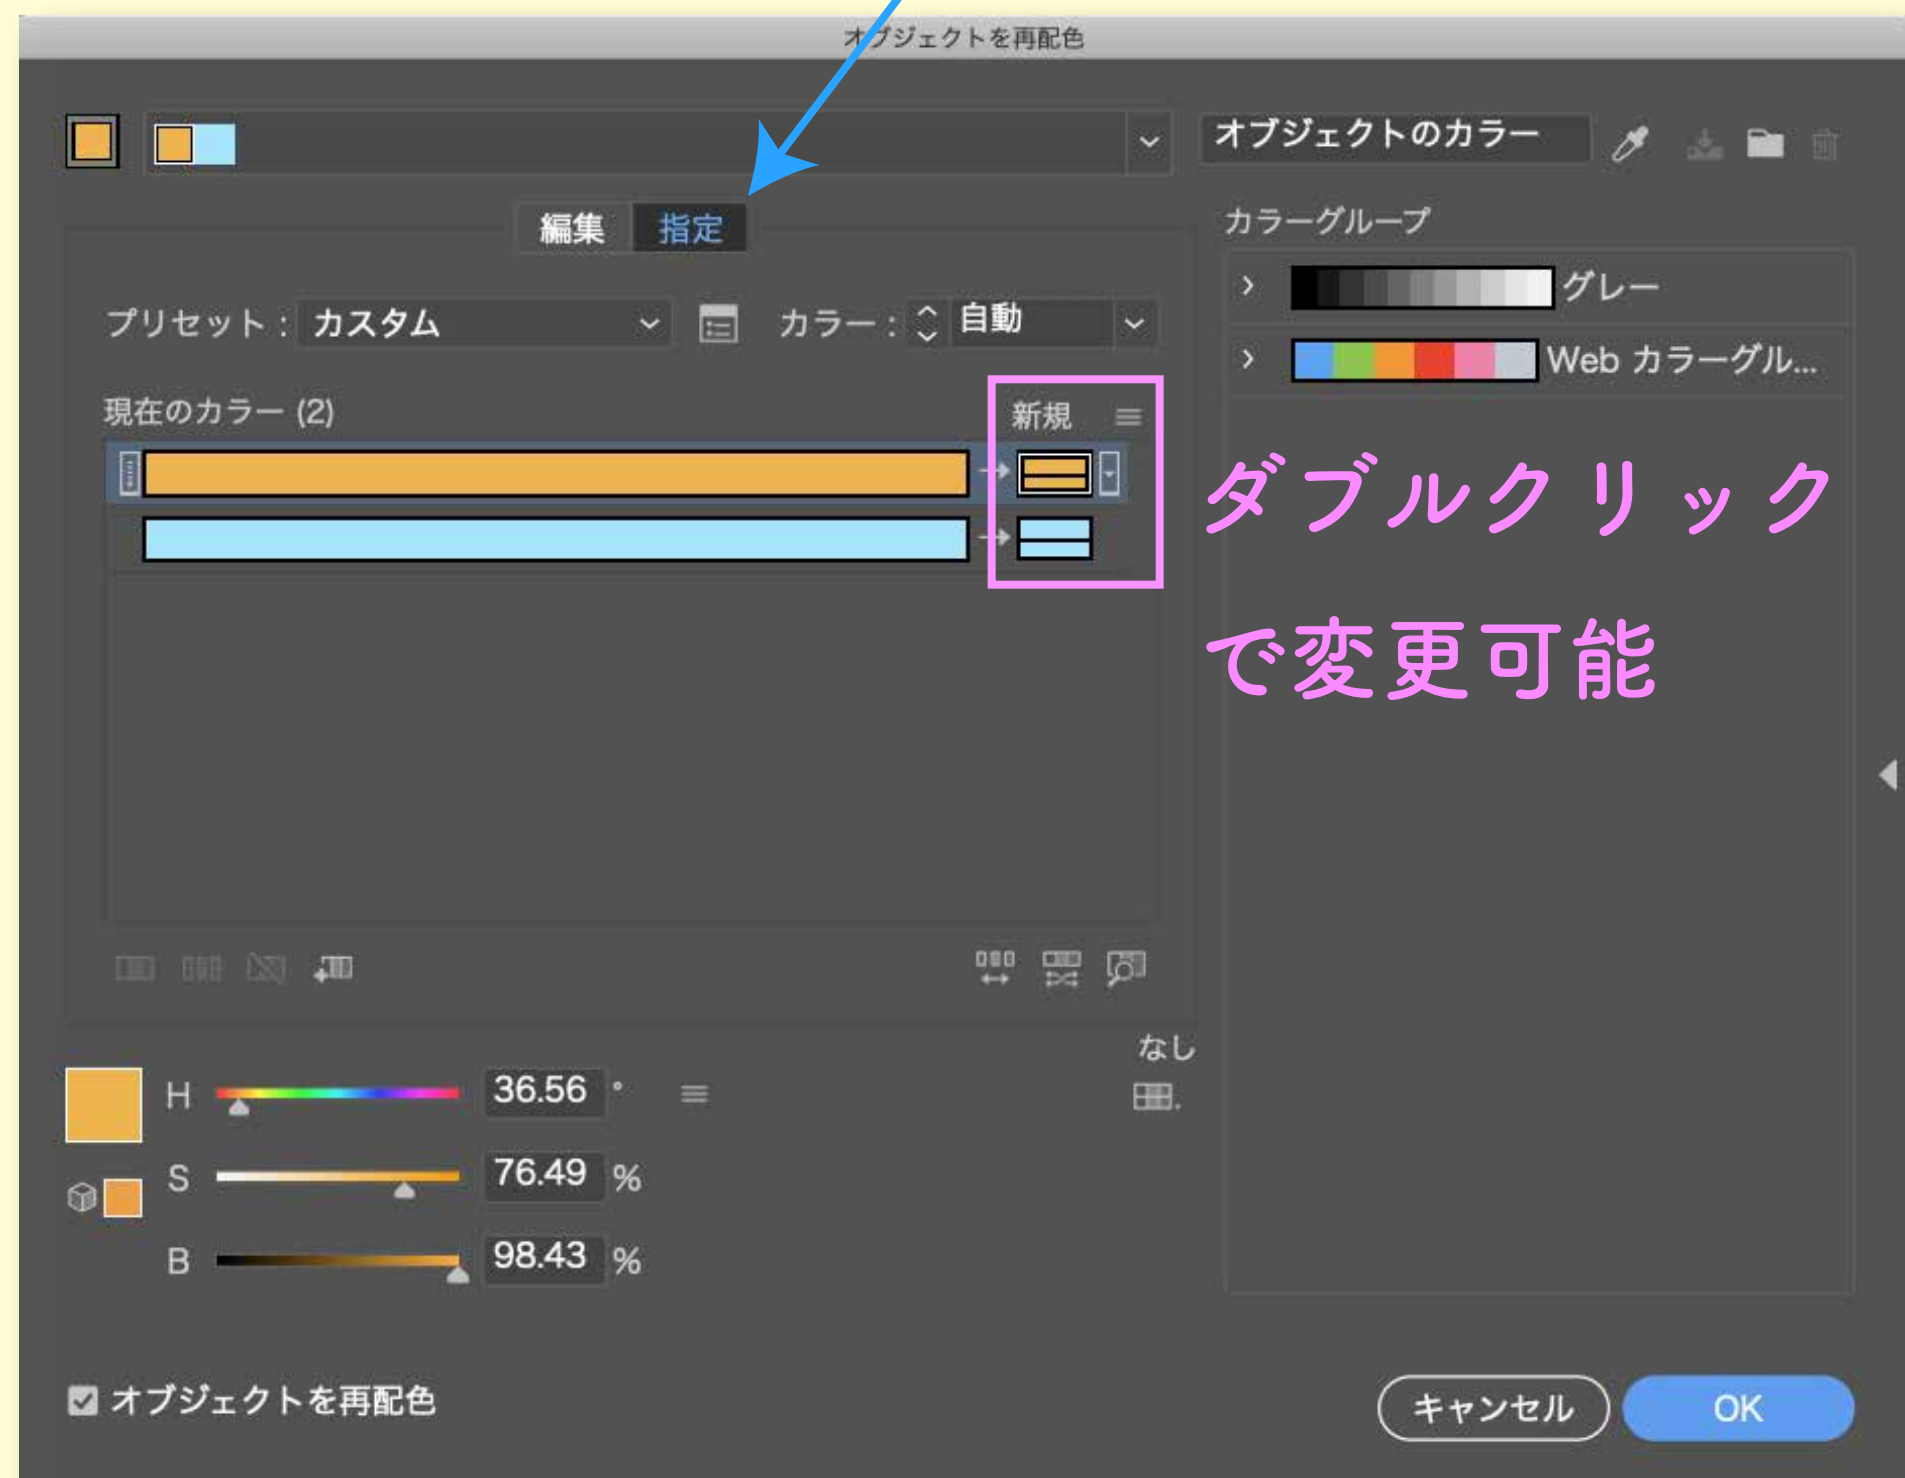 オブジェクトを再配色
オブジェクトのカラー
編集 指定
カラーグループ
グレー
プリセット : カスタム カラー : 自動
Web カラーグル...
現在のカラー (2) 新規
ダブルクリック
で変更可能
なし
H 36.56 °
S 76.49 %
B 98.43 %
オブジェクトを再配色
キャンセル OK